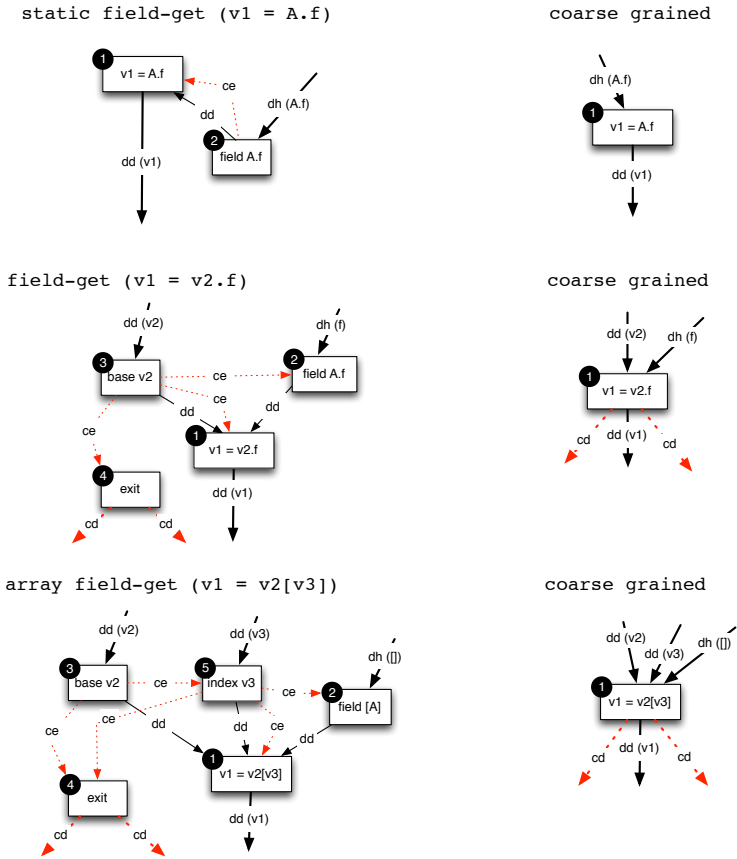 static field-get (v1 = A.f)
coarse grained
1
v1 = A.f
ce
dh (A.f)
dd
2
field A.f
dd (v1)
dh (A.f)
1
v1 = A.f
dd (v1)
field-get (v1 = v2.f)
coarse grained
dd (v2)
dh (f)
3
base v2
ce
2
field A.f
ce
dd
dd
ce
1
v1 = v2.f
4
exit
dd (v1)
cd
cd
dd (v2)
dh (f)
1
v1 = v2.f
cd
dd (v1)
cd
array field-get (v1 = v2[v3])
coarse grained
dd (v2)
dd (v3)
dh ([])
3
base v2
ce
5
index v3
ce
2
field [A]
ce
ce
dd
dd
ce
dd
1
v1 = v2[v3]
4
exit
dd (v1)
cd
cd
dd (v2)
dd (v3)
dh ([])
1
v1 = v2[v3]
cd
dd (v1)
cd